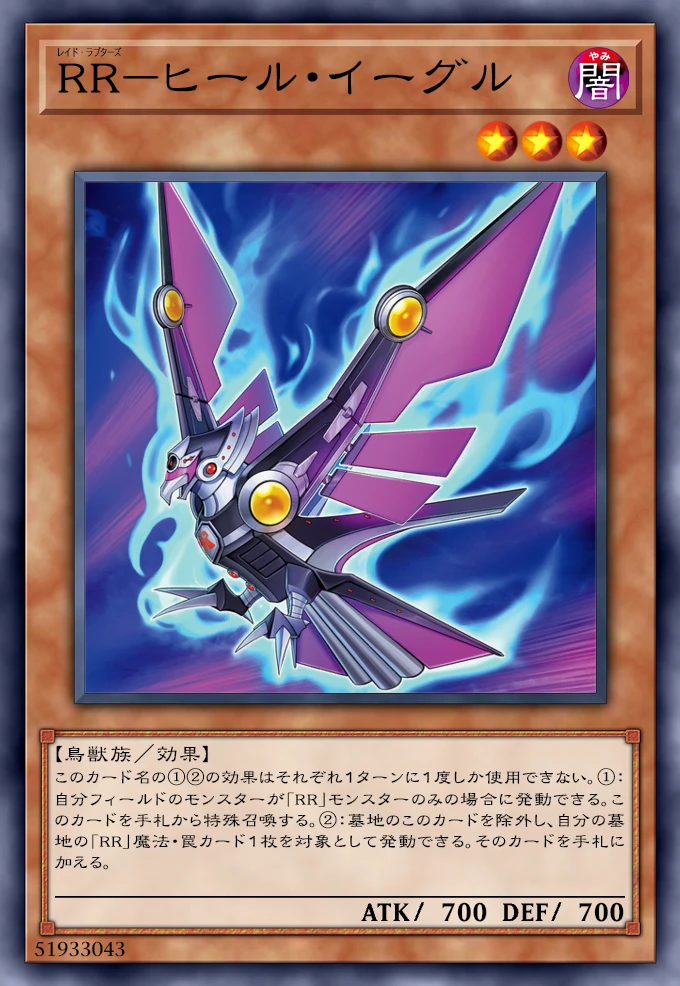 レイド・ラプターズ
RR－ヒール・イーグル
やみ
闇
【鳥獣族／効果】
このカード名の①②の効果はそれぞれ１ターンに１度しか使用できない。①：
自分フィールドのモンスターが「RR」モンスターのみの場合に発動できる。こ
のカードを手札から特殊召喚する。②：墓地のこのカードを除外し、自分の墓
地の「RR」魔法・罠カード１枚を対象として発動できる。そのカードを手札に
加える。
ATK/ 700 DEF/ 700
51933043